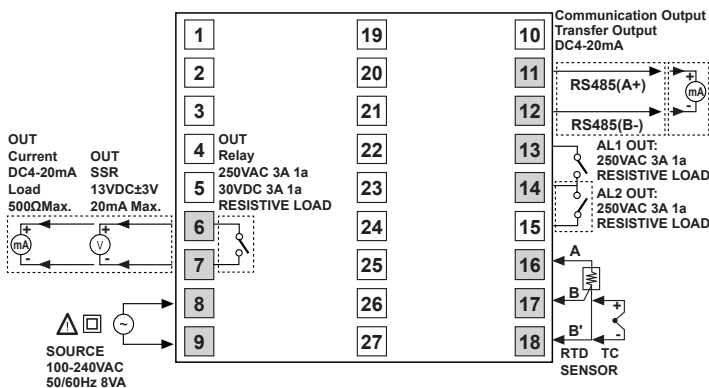 Communication Output
Transfer Output
DC4-20mA
1
19
10
2
20
11
RS485(A+)
+
mA
-
3
21
12
RS485(B-)
4
22
13
OUT
Relay
250VAC 3A 1a
30VDC 3A 1a
RESISTIVE LOAD
AL1 OUT:
250VAC 3A 1a
RESISTIVE LOAD
5
23
14
AL2 OUT:
250VAC 3A 1a
RESISTIVE LOAD
OUT
Current
DC4-20mA
Load
500ΩMax.
OUT
SSR
13VDC±3V
20mA Max.
6
24
15
+
mA
-
+
V
-
7
25
16
A
8
26
17
B
+
-
9
27
18
B'
RTD
TC
SENSOR
SOURCE
100-240VAC
50/60Hz 8VA